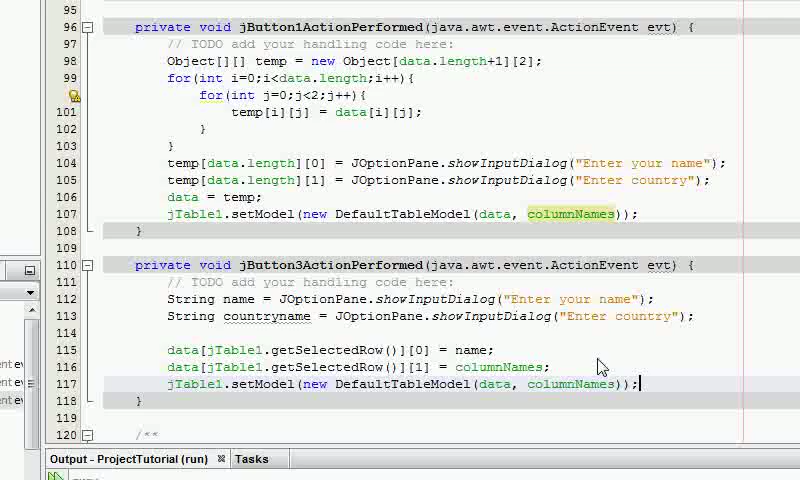 95
96 private void jButton1ActionPerformed(java.awt.event.ActionEvent evt) {
97 // TODO add your handling code here:
98 Object[][] temp = new Object[data.length+1][2];
99 for(int i=0;i<data.length;i++){
for(int j=0;j<2;j++){
101 temp[i][j] = data[i][j];
102 }
103 }
104 temp[data.length][0] = JOptionPane.showInputDialog("Enter your name");
105 temp[data.length][1] = JOptionPane.showInputDialog("Enter country");
106 data = temp;
107 jTable1.setModel(new DefaultTableModel(data, columnNames));
108 }
109
110 private void jButton3ActionPerformed(java.awt.event.ActionEvent evt) {
111 // TODO add your handling code here:
112 String name = JOptionPane.showInputDialog("Enter your name");
113 String countryname = JOptionPane.showInputDialog("Enter country");
114
115 data[jTable1.getSelectedRow()][0] = name;
116 data[jTable1.getSelectedRow()][1] = columnNames;
117 jTable1.setModel(new DefaultTableModel(data, columnNames));
118 }
119
120 /**
ent ev
ent ev
ent ev
Output - ProjectTutorial (run) Tasks